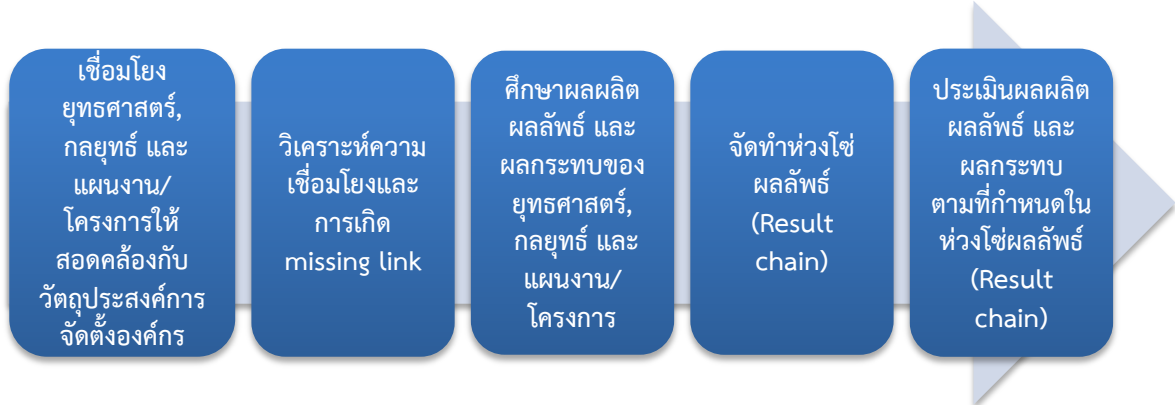 เชื่อมโยง
ยุทธศาสตร์,
กลยุทธ์ และ
แผนงาน/
โครงการให้
สอดคล้องกับ
วัตถุประสงค์การ
จัดตั้งองค์กร
วิเคราะห์ความ
เชื่อมโยงและ
การเกิด
missing link
ศึกษาผลผลิต
ผลลัพธ์ และ
ผลกระทบของ
ยุทธศาสตร์,
กลยุทธ์ และ
แผนงาน/
โครงการ
จัดทำห่วงโซ่
ผลลัพธ์
(Result
chain)
ประเมินผลผลิต
ผลลัพธ์ และ
ผลกระทบ
ตามที่กำหนดใน
ห่วงโซ่ผลลัพธ์
(Result
chain)